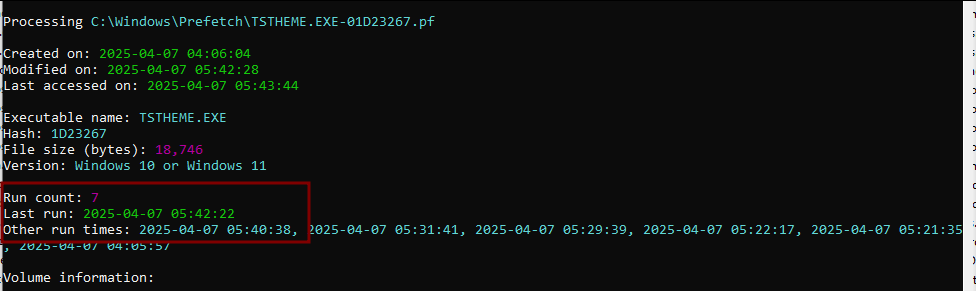 Processing C:\Windows\Prefetch\TSTHEME.EXE-01D23267.pf
Created on: 2025-04-07 04:06:04
Modified on: 2025-04-07 05:42:28
Last accessed on: 2025-04-07 05:43:44
Executable name: TSTHEME.EXE
Hash: 1D23267
File size (bytes): 18,746
Version: Windows 10 or Windows 11
Run count: 7
Last run: 2025-04-07 05:42:22
Other run times: 2025-04-07 05:40:38, 2025-04-07 05:31:41, 2025-04-07 05:29:39, 2025-04-07 05:22:17, 2025-04-07 05:21:35
, 2025-04-07 04:05:57
Volume information: